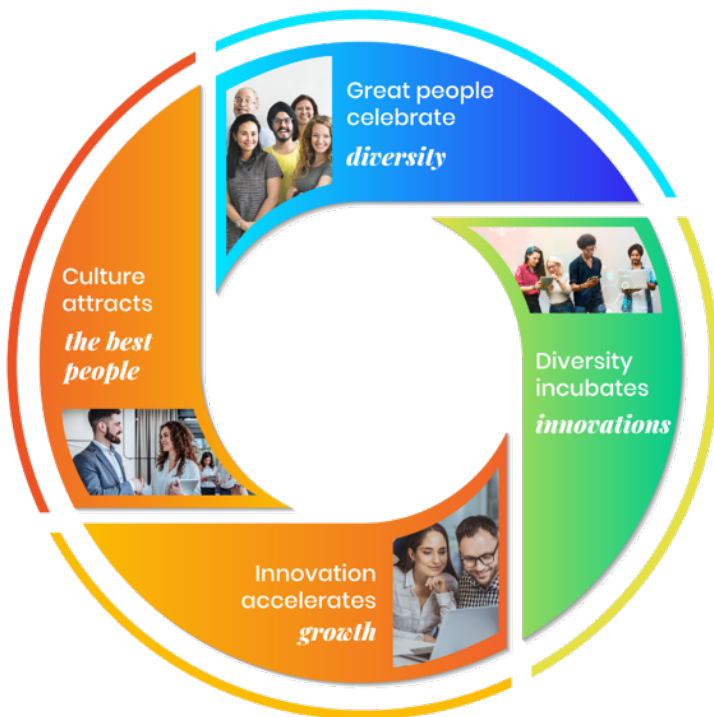 Great people
celebrate
diversity
Diversity
incubates
innovations
Innovation
accelerates
growth
Culture
attracts
the best
people